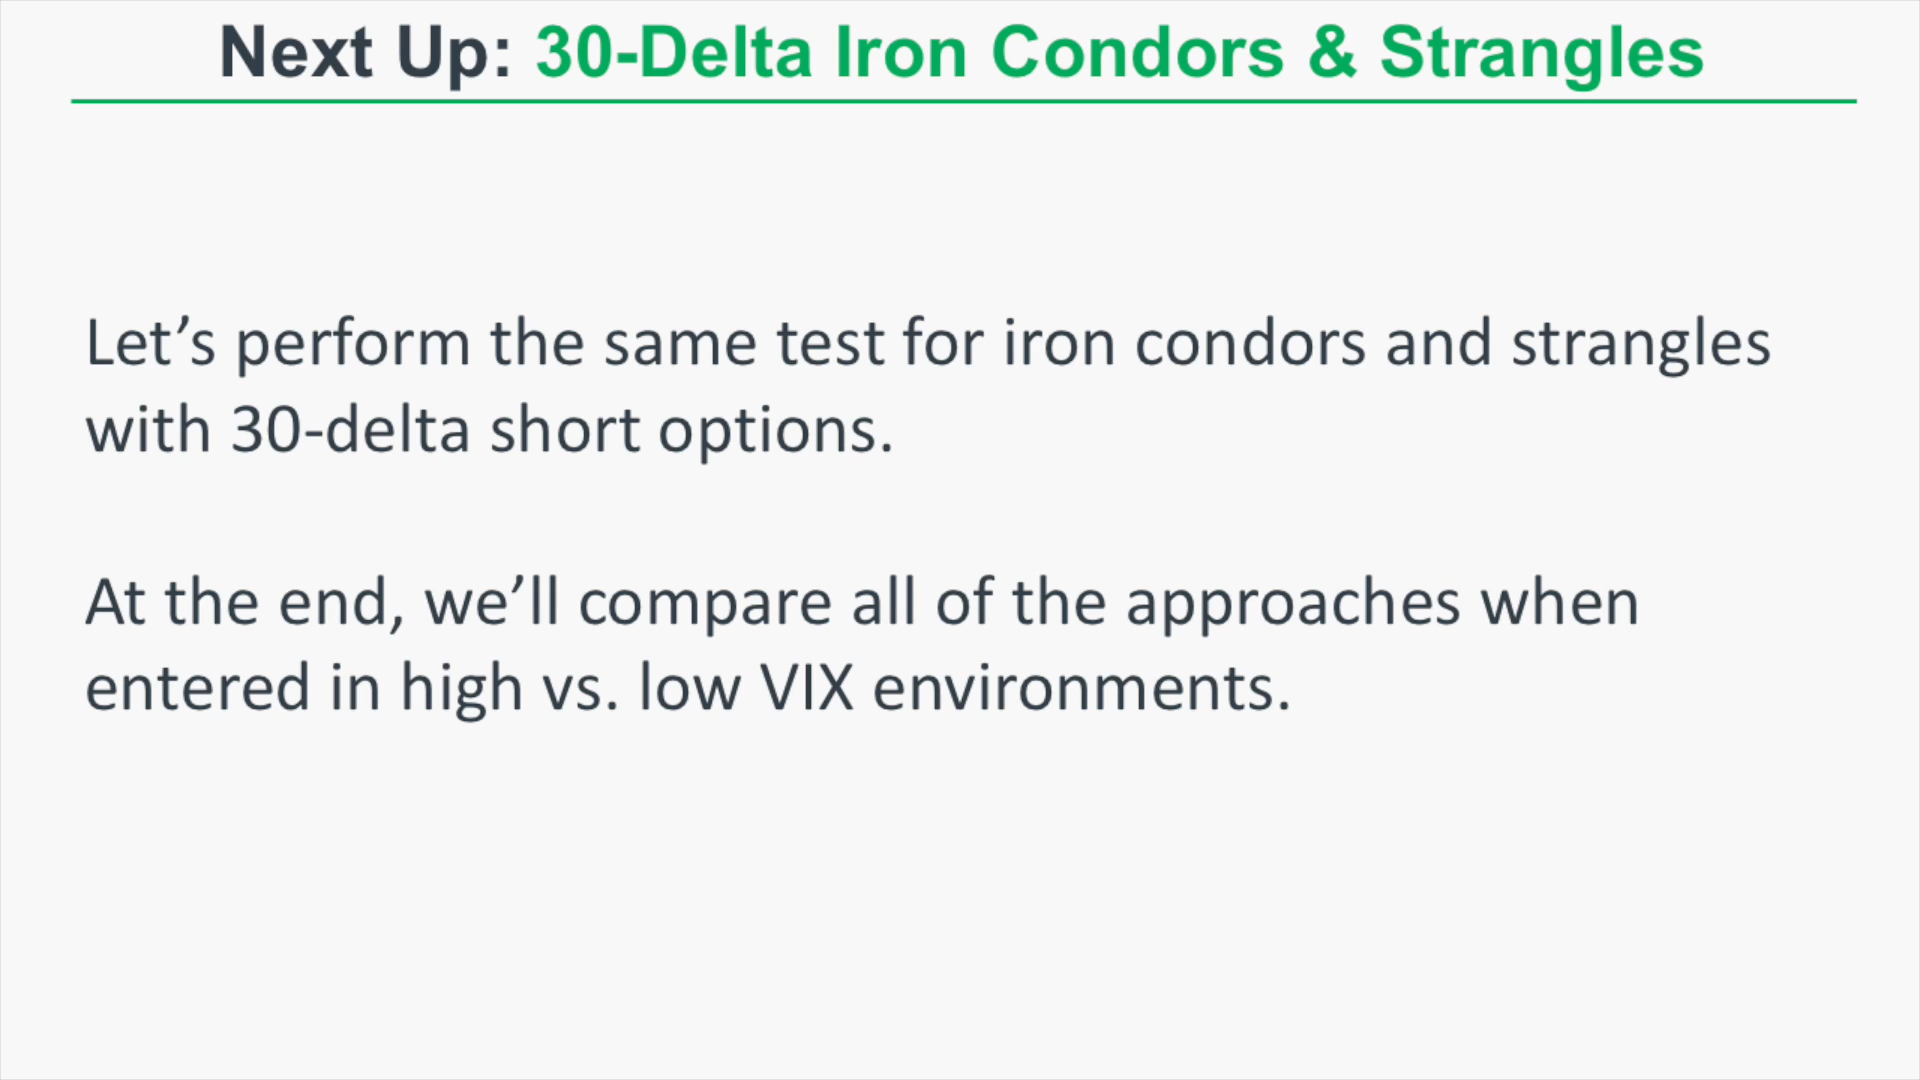 Next Up: 30-Delta Iron Condors & Strangles
Let’s perform the same test for iron condors and strangles
with 30-delta short options.
At the end, we’ll compare all of the approaches when
entered in high vs. low VIX environments.